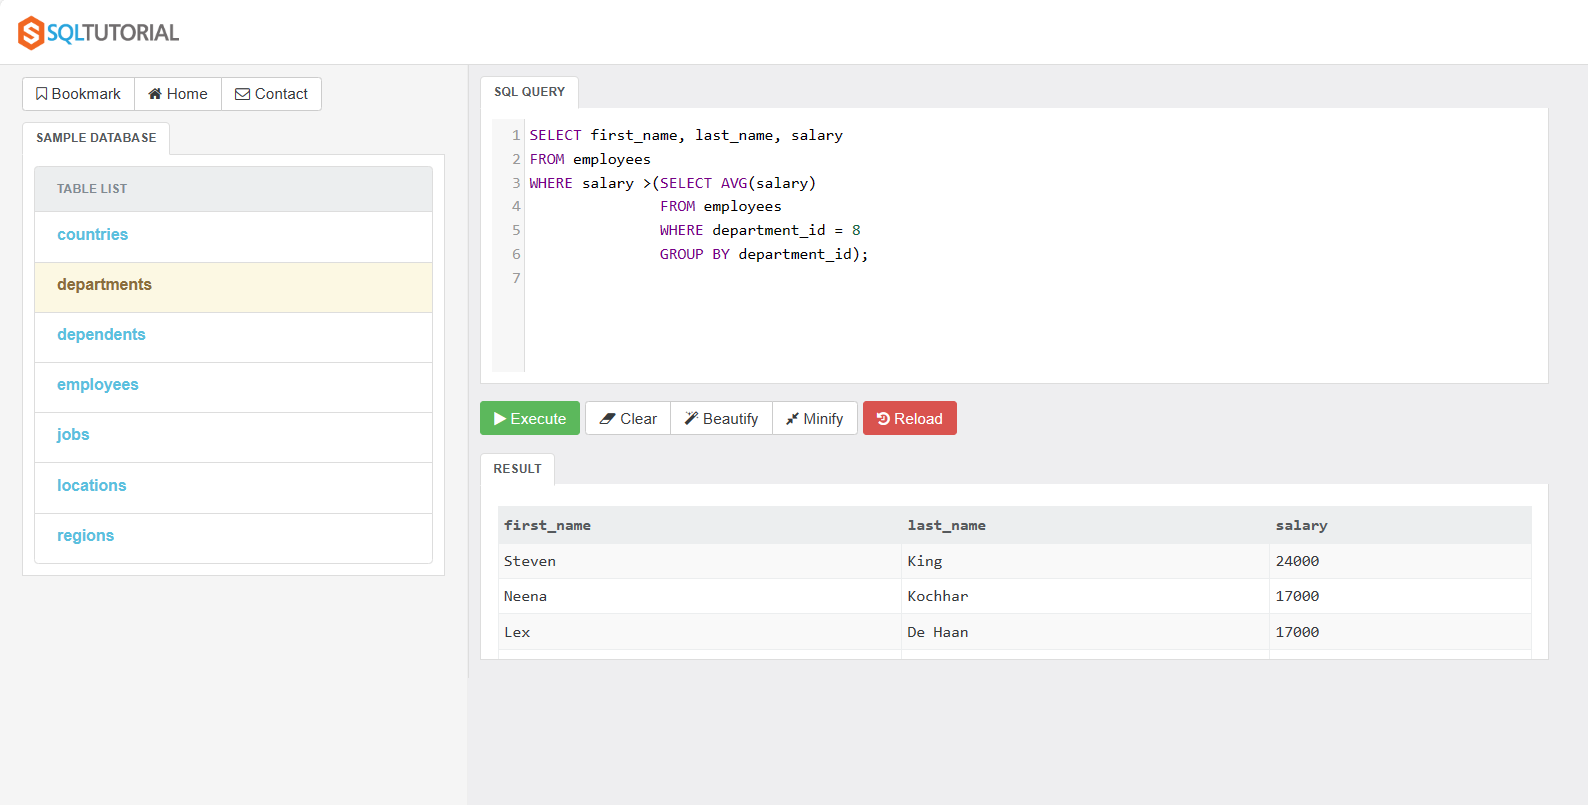 SQLTUTORIAL
Bookmark Home Contact
SAMPLE DATABASE
TABLE LIST
countries
departments
dependents
employees
jobs
locations
regions
SQL QUERY
1 SELECT first_name, last_name, salary
2 FROM employees
3 WHERE salary >(SELECT AVG(salary)
4 FROM employees
5 WHERE department_id = 8
6 GROUP BY department_id);
7
Execute Clear Beautify Minify Reload
RESULT
first_name last_name salary
Steven King 24000
Neena Kochhar 17000
Lex De Haan 17000